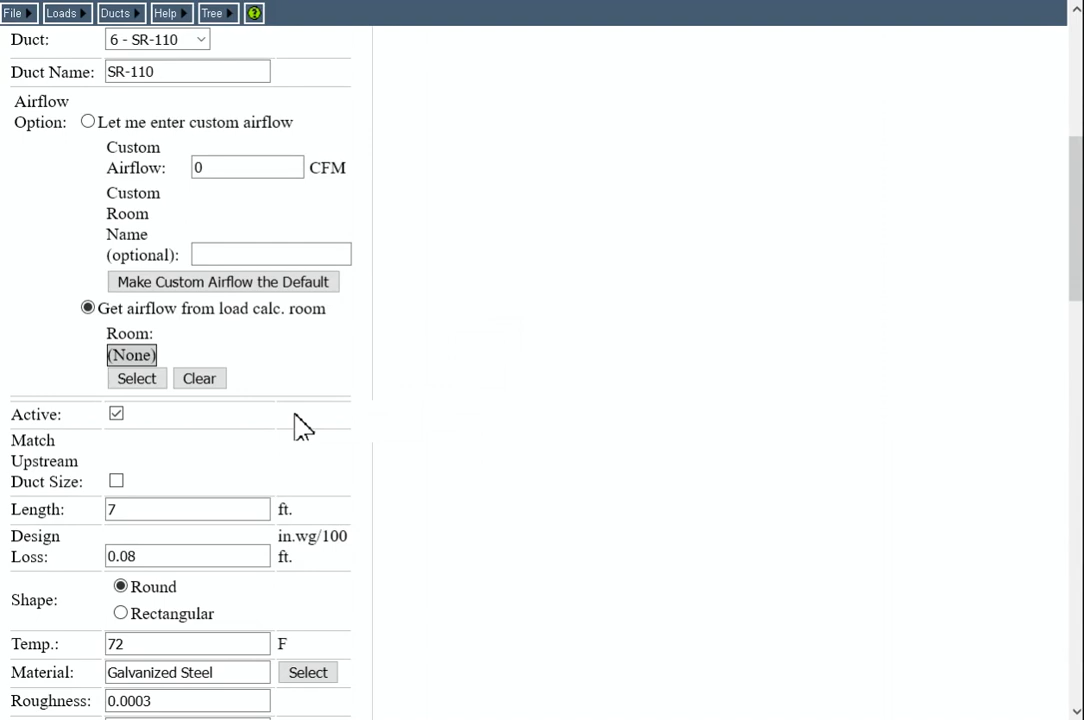 File Loads Ducts Help Tree ?
Duct: 6 - SR-110
Duct Name: SR-110
Airflow
Option: Let me enter custom airflow
Custom
Airflow: 0 CFM
Custom
Room
Name
(optional):
Make Custom Airflow the Default
Get airflow from load calc. room
Room:
(None)
Select Clear
Active:
Match
Upstream
Duct Size:
Length: 7 ft.
Design in.wg/100
Loss: 0.08 ft.
Round
Shape:
Rectangular
Temp.: 72 F
Material: Galvanized Steel Select
Roughness: 0.0003